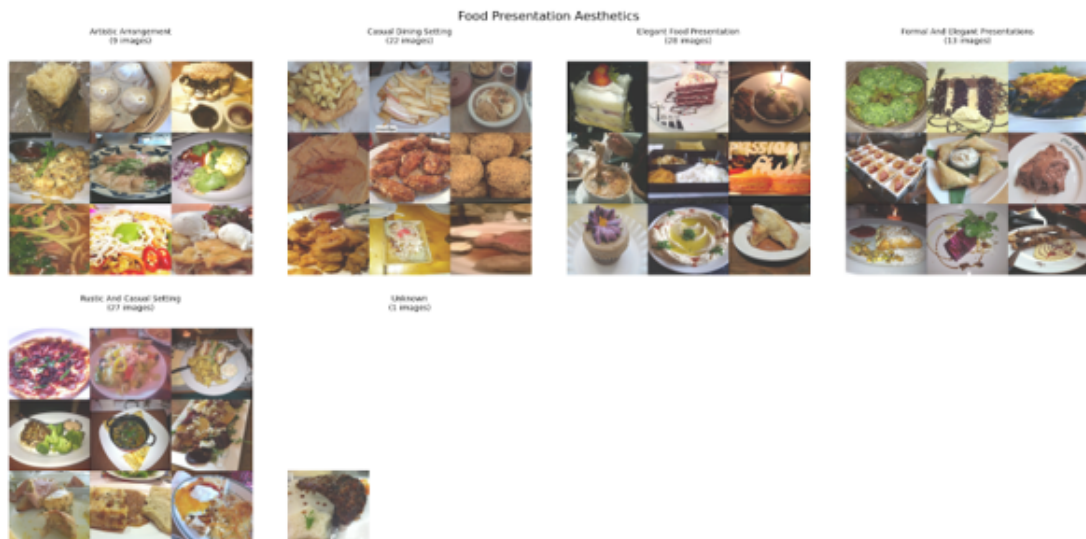 Food Presentation Aesthetics
Artistic Arrangement
(9 images)
Casual Dining Setting
(22 images)
Elegant Food Presentation
(28 images)
Formal And Elegant Presentations
(13 images)
PASSION
Rustic And Casual Setting
(27 images)
Unknown
(1 images)